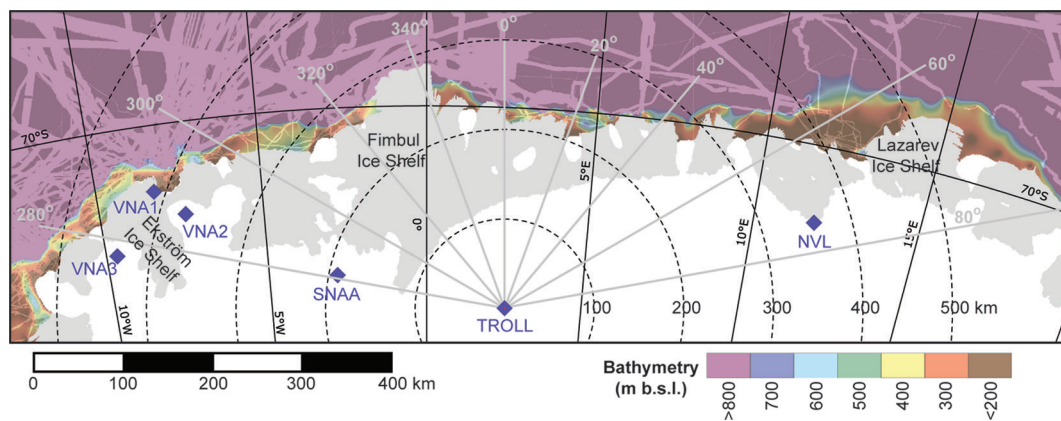 340°
0°
20°
320°
40°
60°
300°
70°S
Fimbul
Ice Shelf
Lazarev
Ice Shelf
5°E
70°S
VNA1
VNA2
280°
Ekström
Ice Shelf
0°
10°E
NVL
80°
15°E
VNA3
SNAA
10°W
5°W
TROLL
100
200
300
400
500 km
0
100
200
300
400 km
Bathymetry
(m b.s.l.)
>800
700
600
500
400
300
<200